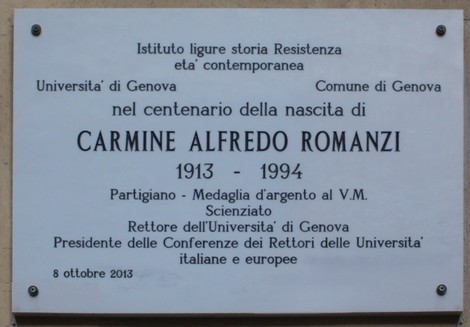 Istituto ligure storia Resistenza
eta' contemporanea
Universita' di Genova Comune di Genova
nel centenario della nascita di
CARMINE ALFREDO ROMANZI
1913 - 1994
Partigiano - Medaglia d'argento al V.M.
Scienziato
Rettore dell'Universita' di Genova
Presidente delle Conferenze dei Rettori delle Universita'
italiane e europee
8 ottobre 2013